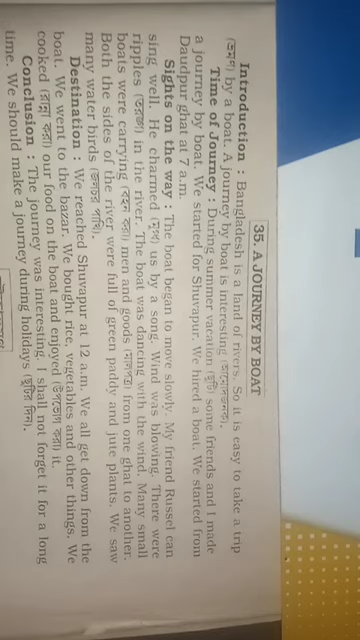 35. A JOURNEY BY BOAT
Introduction : Bangladesh is a land of rivers. So it is easy to take a trip
(ভ্রমণ) by a boat. A journey by boat is interesting (আনন্দদায়ক).
Time of Journey : During summer vacation (ছুটি) some friends and I made
a journey by boat. We started for Shuvapur. We hired a boat. We started from
Daudpur ghat at 7 a.m.
Sights on the way : The boat began to move slowly. My friend Russel can
sing well. He charmed (মুগ্ধ) us by a song. Wind was blowing. There were
ripples (তরঙ্গ) in the river. The boat was dancing with the wind. Many small
boats were carrying (বহন করা) men and goods (মালপত্র) from one ghat to another.
Both the sides of the river were full of green paddy and jute plants. We saw
many water birds (জলচর পাখি).
Destination : We reached Shuvapur at 12 a.m. We all get down from the
boat. We went to the bazar. We bought rice, vegetables and other things. We
cooked (রান্না করা) our food on the boat and enjoyed (উপভোগ করা) it.
Conclusion : The journey was interesting. I shall not forget it for a long
time. We should make a journey during holidays (ছুটির দিন).